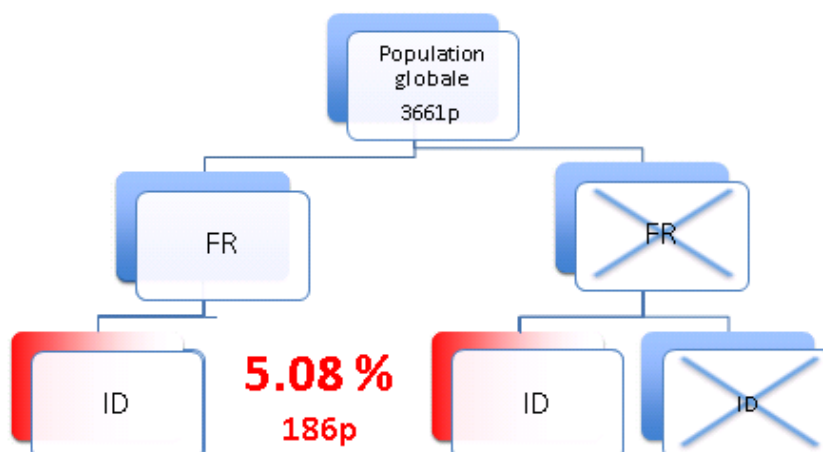 Population
globale
3661p
FR
FR
ID
5.08 %
186p
ID
ID